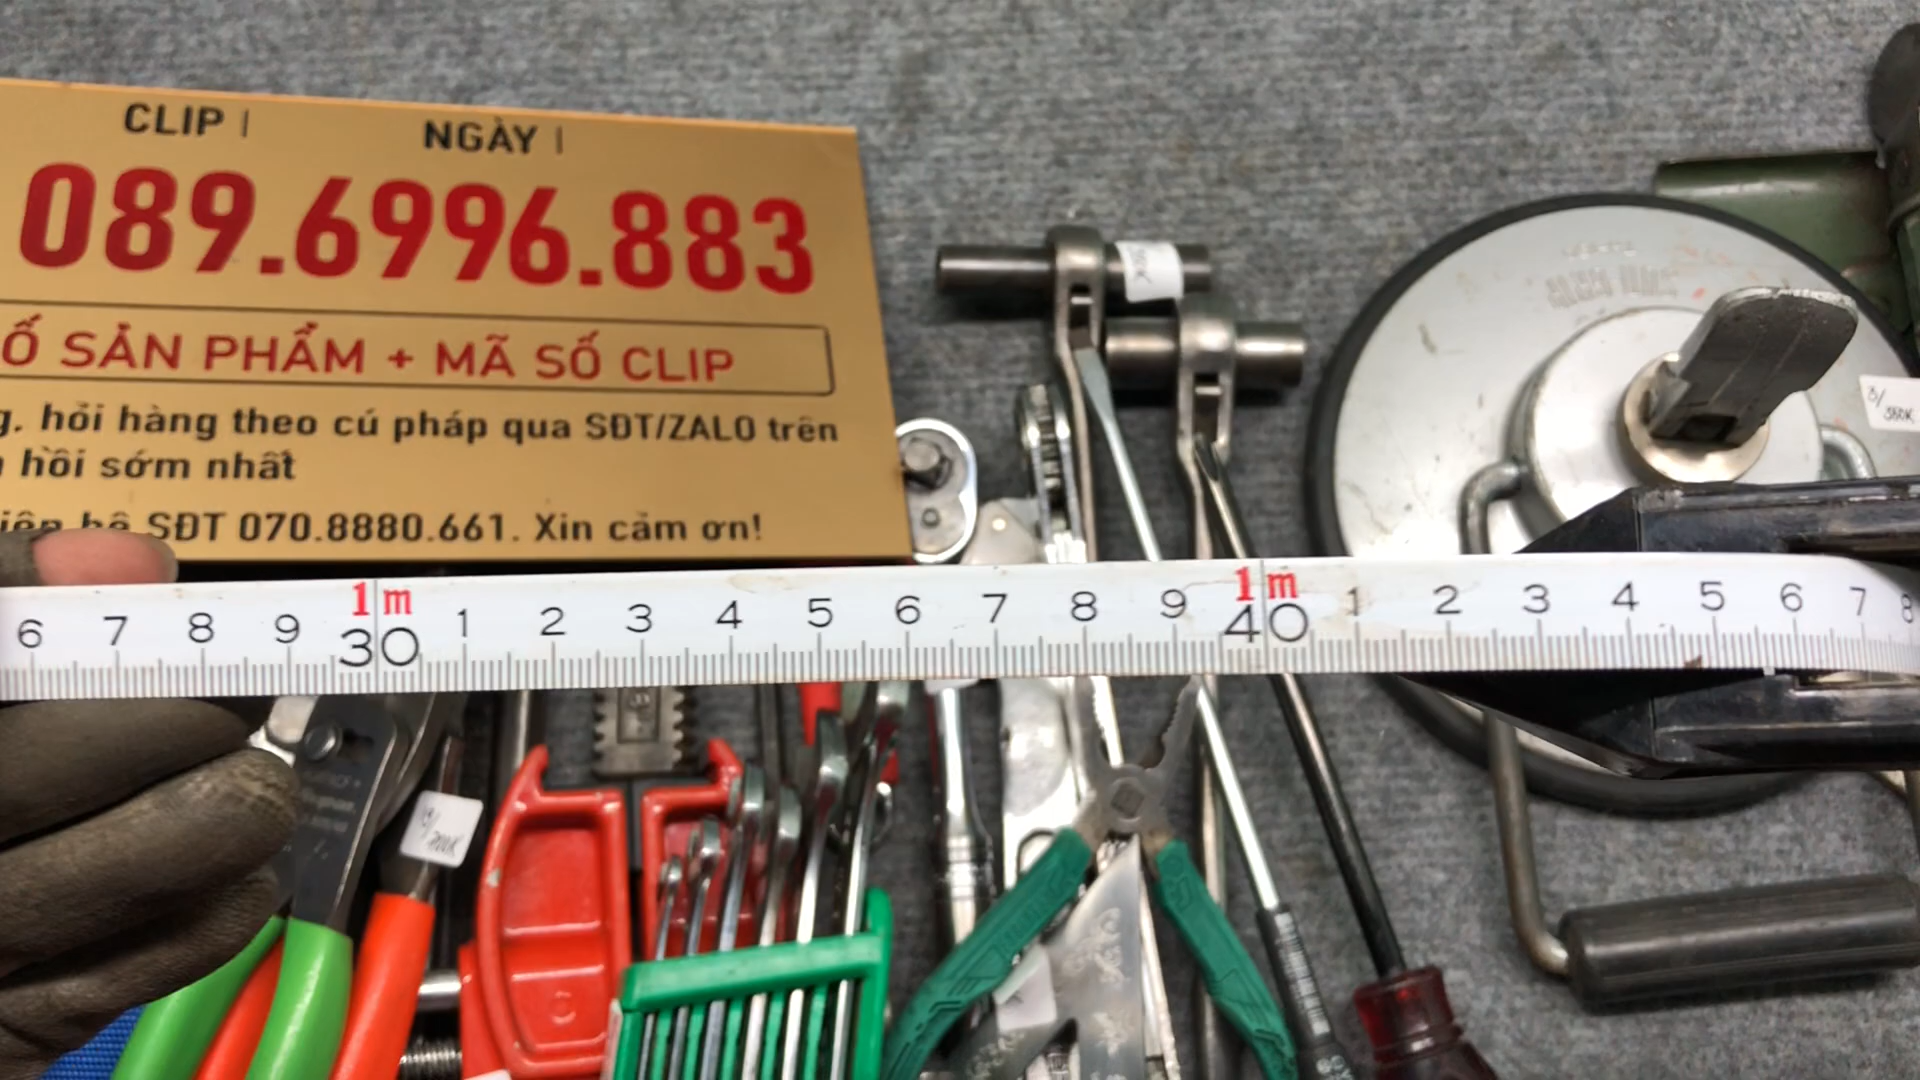 CLIP | NGÀY |
089.6996.883
Ố SẢN PHẨM + MÃ SỐ CLIP
g, hỏi hàng theo cú pháp qua SĐT/ZALO trên
hồi sớm nhất
SĐT 070.8880.661. Xin cảm ơn!
1m 1m
6 7 8 9 30 1 2 3 4 5 6 7 8 9 40 1 2 3 4 5 6 7 8